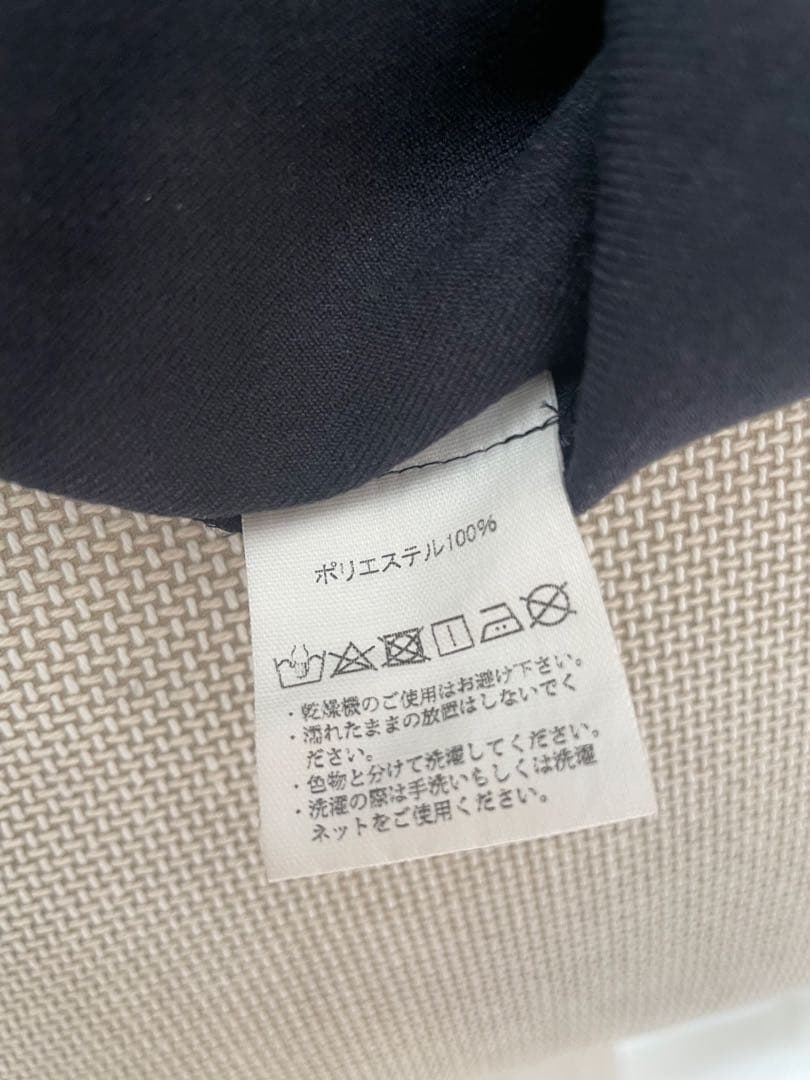 ポリエステル100%
・乾燥機のご使用はお避け下さい。
・濡れたままの放置はしないでく
ださい。
・色物と分けて洗濯してください。
・洗濯の際は手洗いもしくは洗濯
ネットをご使用ください。